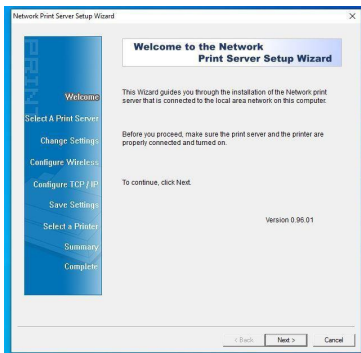 Network Print Server Setup Wizard
PRINT
Welcome
Select A Print Server
Change Settings
Configure Wireless
Configure TCP / IP
Save Settings
Select a Printer
Summary
Complete
Welcome to the Network
Print Server Setup Wizard
This Wizard guides you through the installation of the Network print
server that is connected to the local area network on this computer.
Before you proceed, make sure the print server and the printer are
properly connected and turned on.
To continue, click Next.
Version 0.96.01
< Back
Next >
Cancel